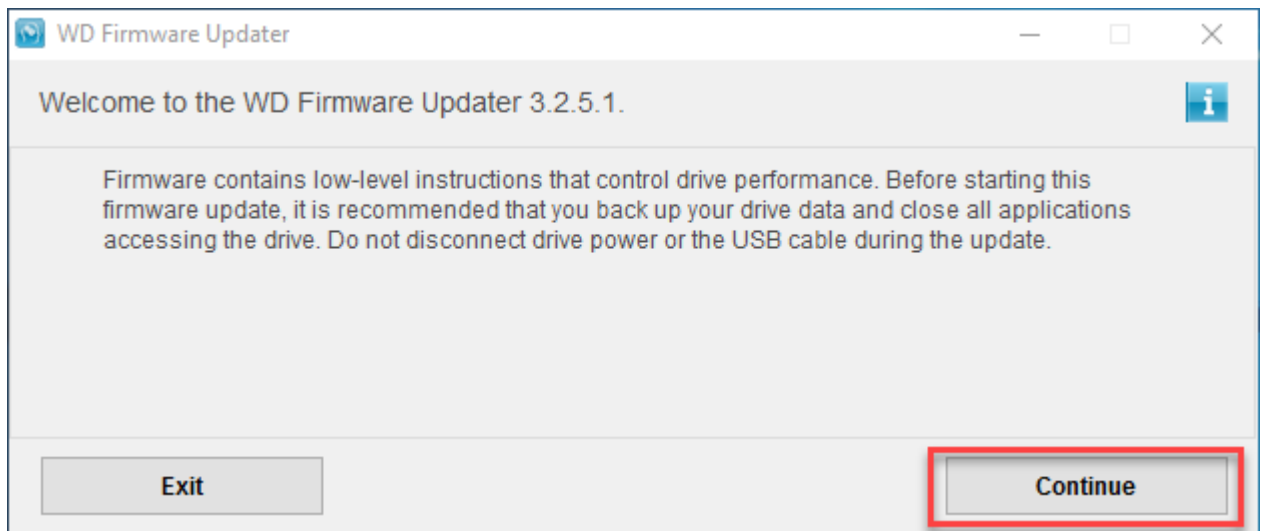 WD Firmware Updater
Welcome to the WD Firmware Updater 3.2.5.1.
i
Firmware contains low-level instructions that control drive performance. Before starting this
firmware update, it is recommended that you back up your drive data and close all applications
accessing the drive. Do not disconnect drive power or the USB cable during the update.
Exit
Continue